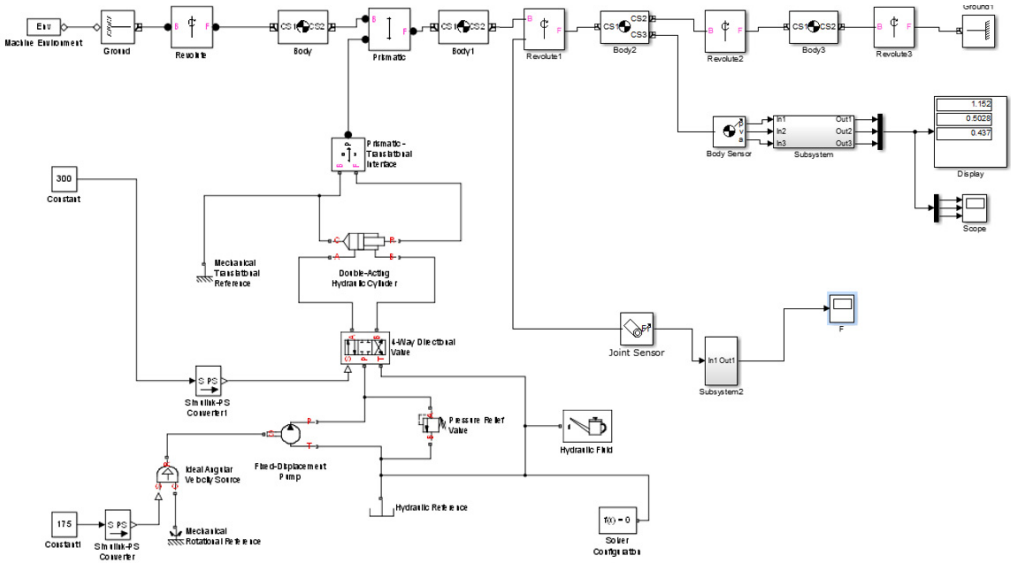 Env
Machine Environment
Ground
B F
Revolute
CS1 CS2
Body
B F
Prismatic
CS1 CS2
Body1
B F
Revolute1
CS1 CS2 CS3
Body2
B F
Revolute2
CS1 CS2
Body3
B F
Revolute3
Ground1
P
B F
Prismatic -
Translational
Interface
p
v
a
Body Sensor
In1 Out1
In2 Out2
In3 Out3
Subsystem
1.152
0.5028
0.437
Display
Scope
300
Constant
Mechanical
Translational
Reference
C R
A B
Double-Acting
Hydraulic Cylinder
A B
S P T
4-Way Directional
Valve
Joint Sensor
In1 Out1
Subsystem2
F
S PS
Simulink-PS
Converter1
S P
T
Fixed-Displacement
Pump
Pressure Relief
Valve
Hydraulic Fluid
Ideal Angular
Velocity Source
Hydraulic Reference
175
Constant1
S PS
Simulink-PS
Converter
Mechanical
Rotational Reference
f(x) = 0
Solver
Configuration